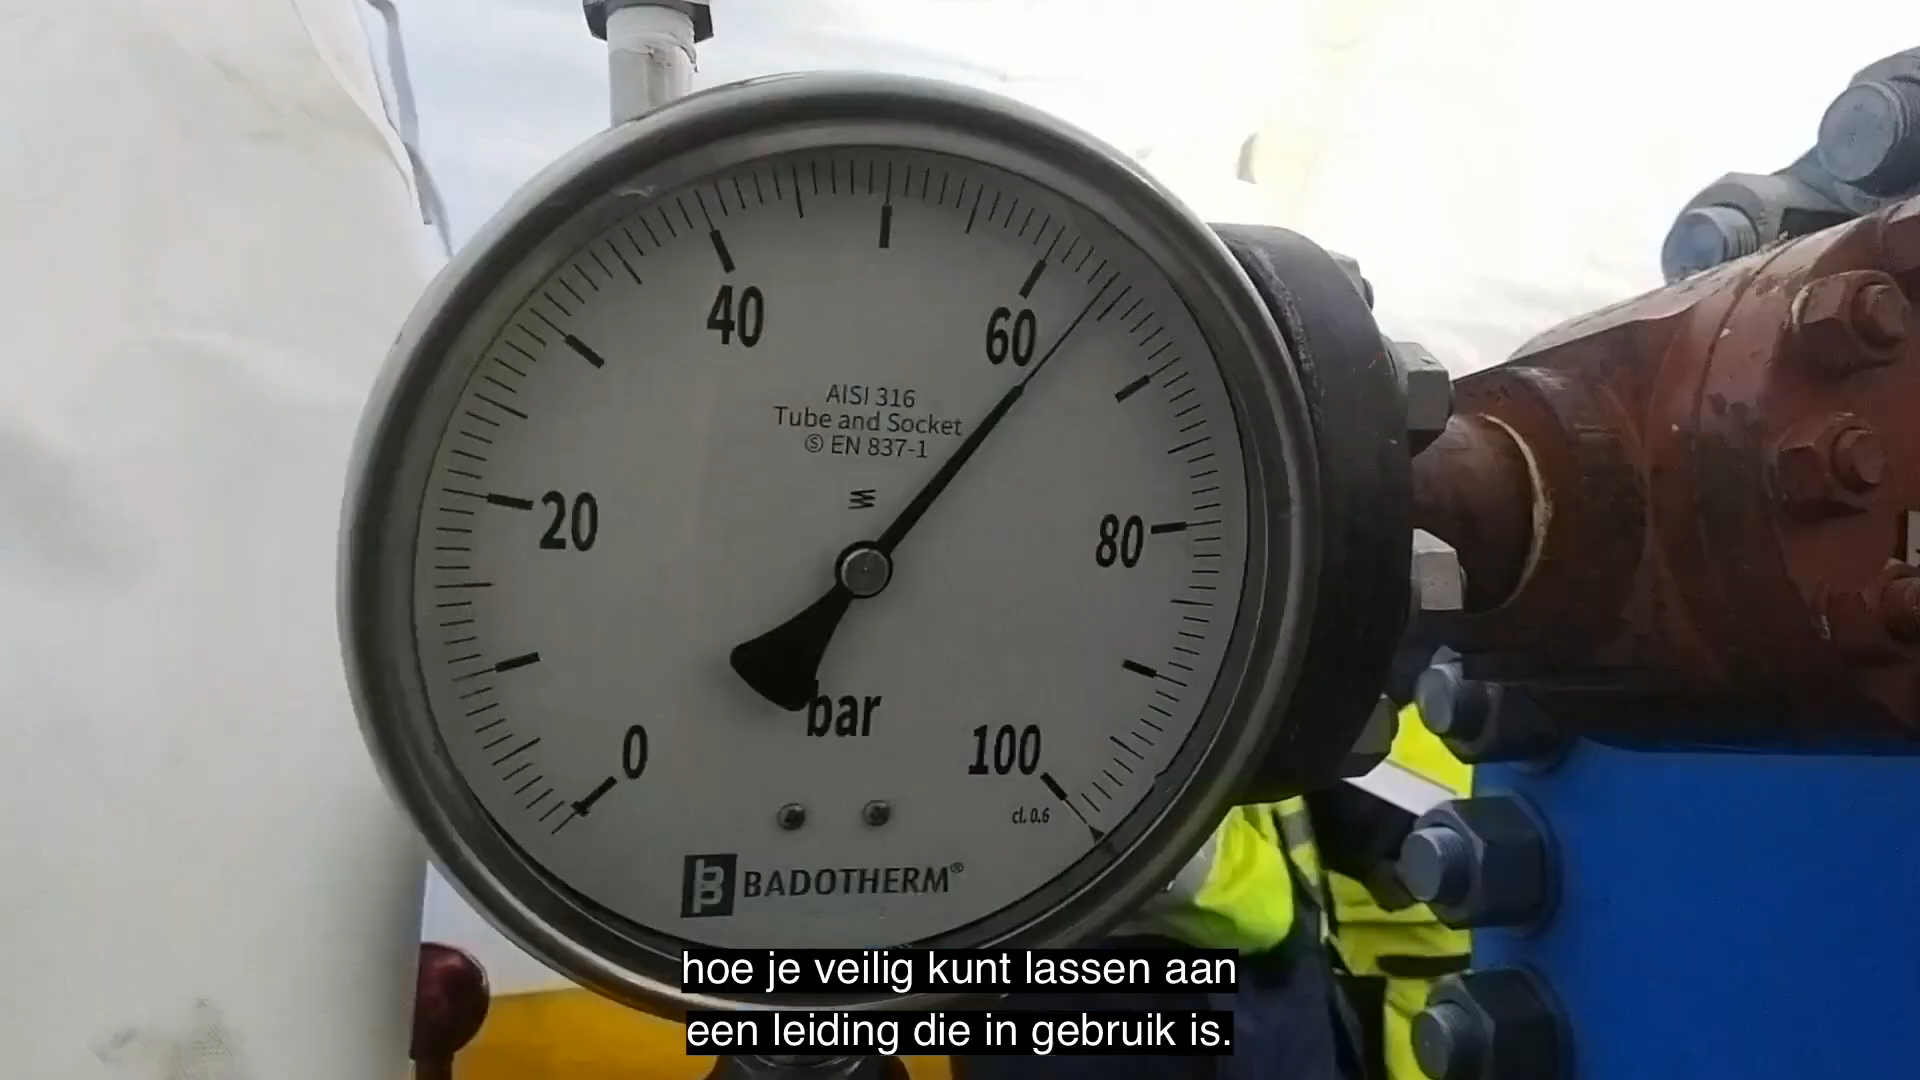 40
60
AISI 316
Tube and Socket
Ⓢ EN 837-1
20
80
bar
0
100
cl. 0.6
BADOTHERM®
hoe je veilig kunt lassen aan
een leiding die in gebruik is.